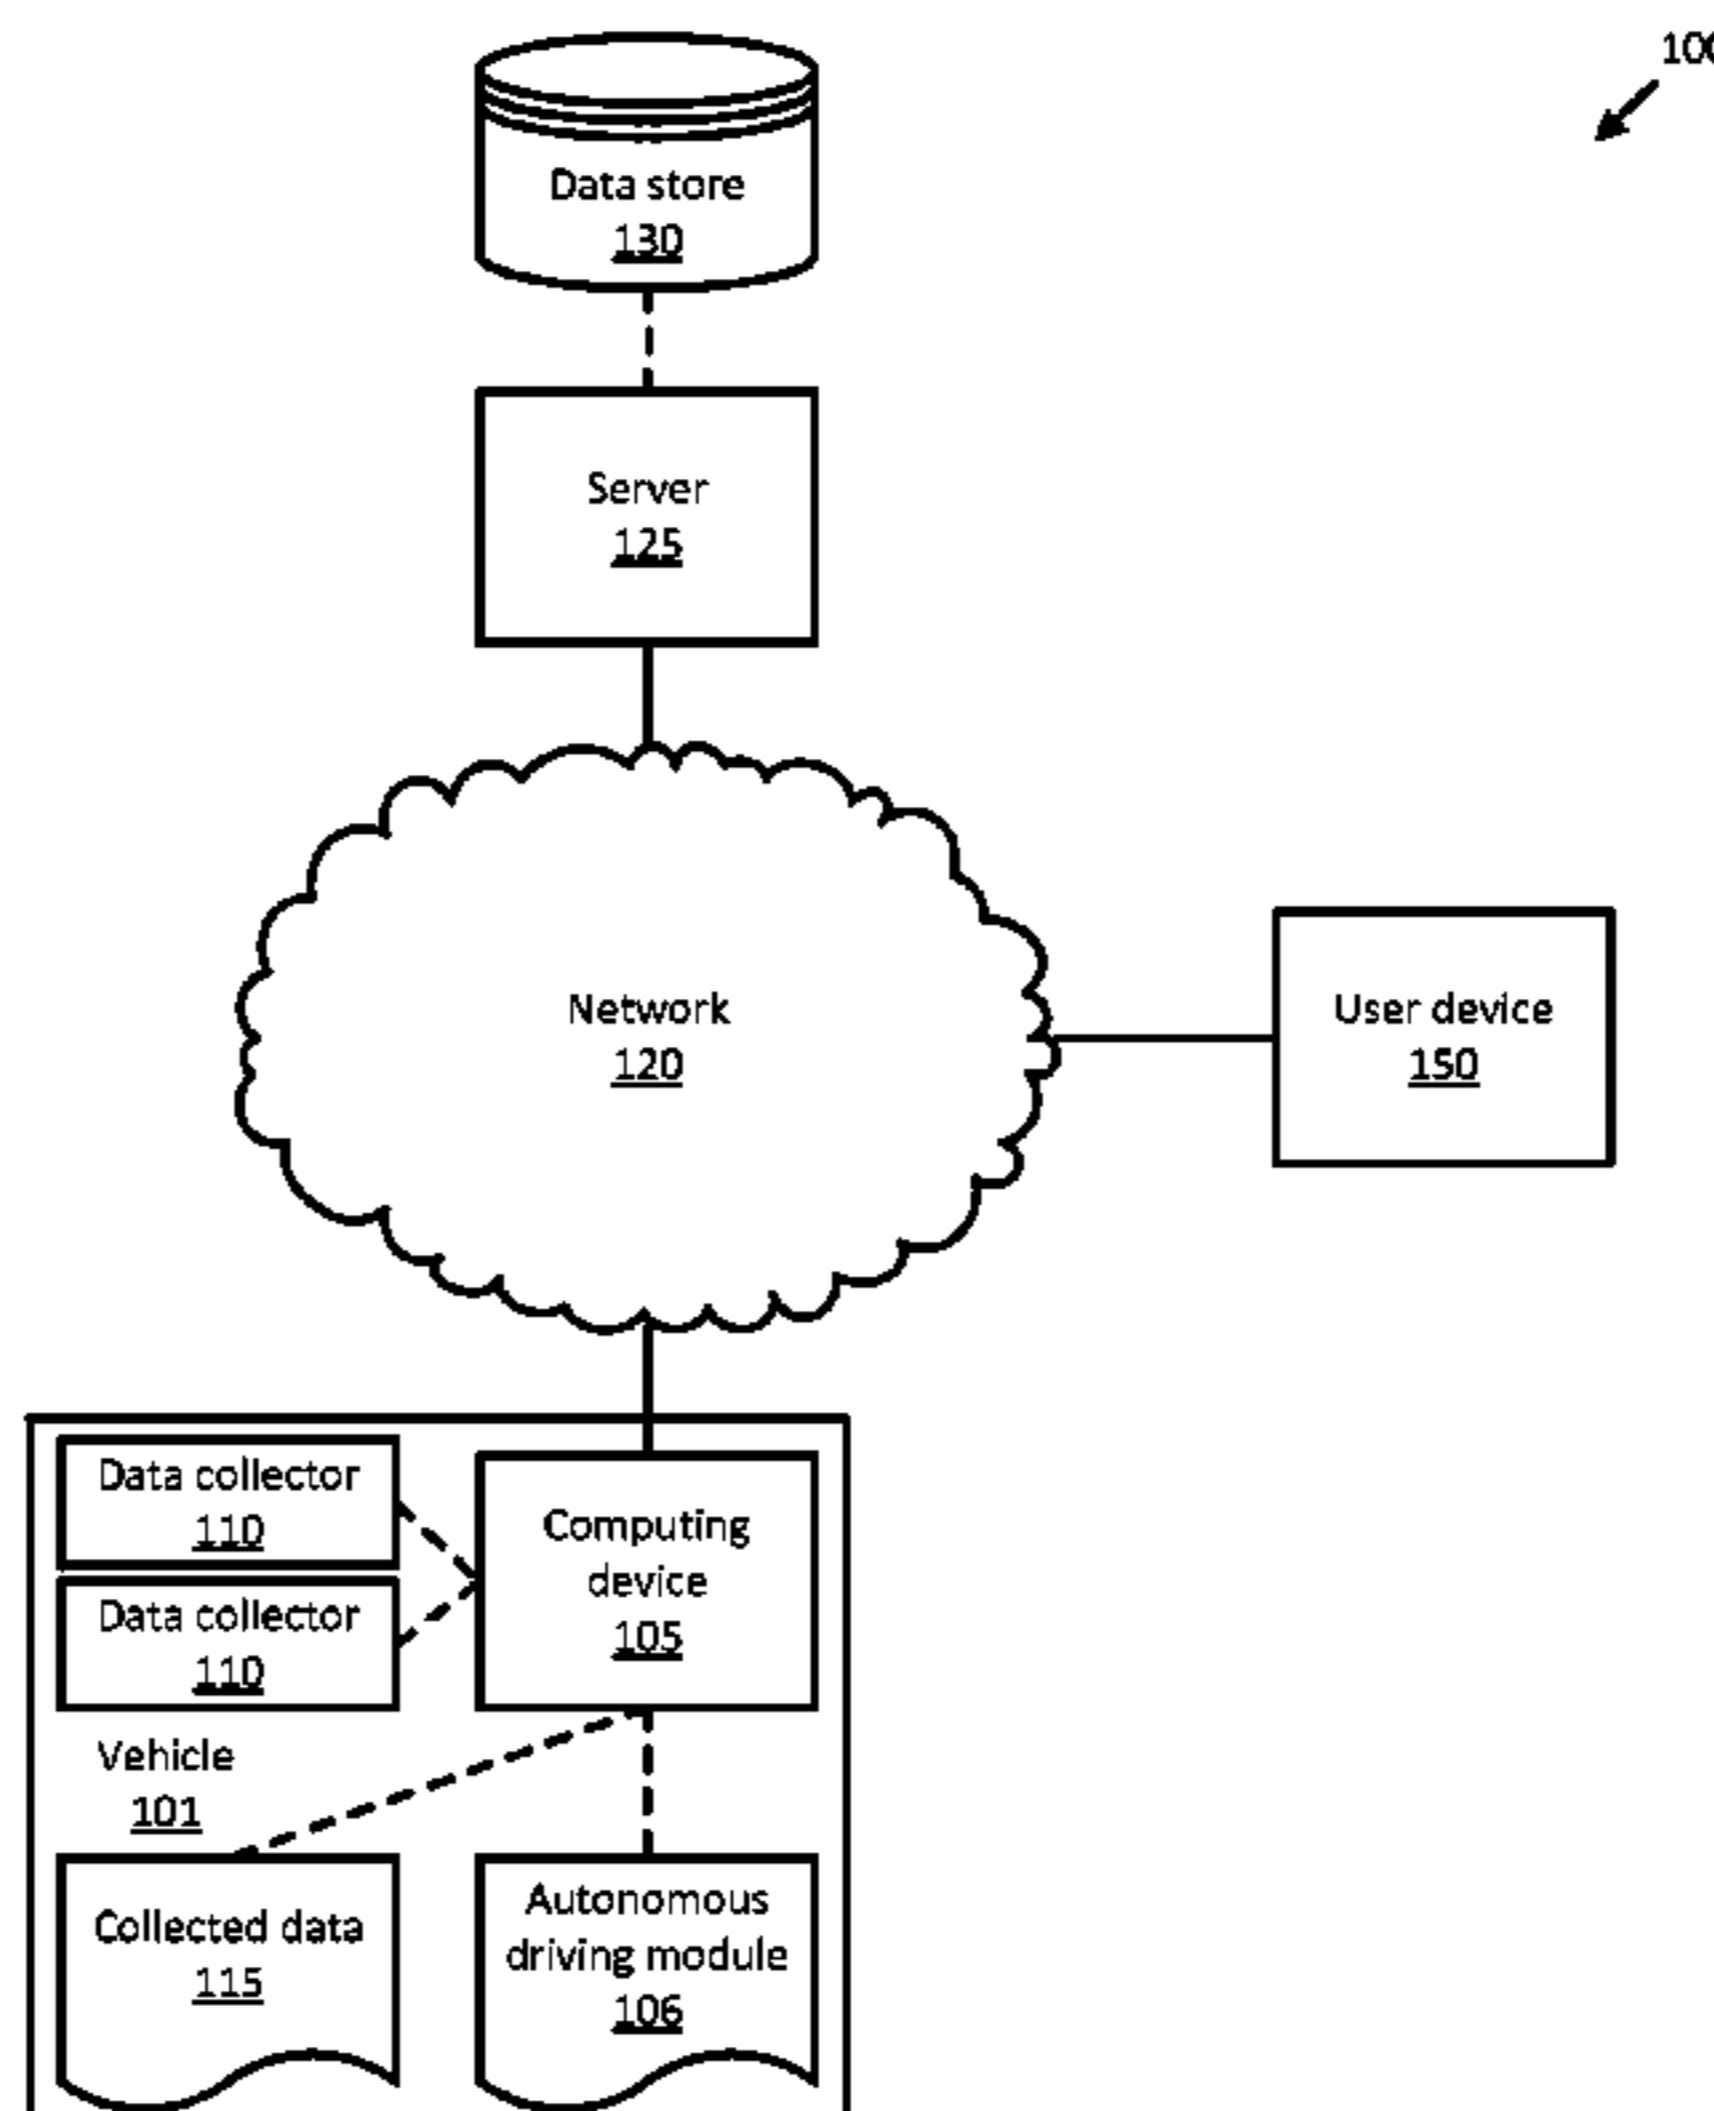 100
Data store
130
Server
125
Network
120
User device
150
Data collector
110
Data collector
110
Computing
device
105
Vehicle
101
Collected data
115
Autonomous
driving module
106